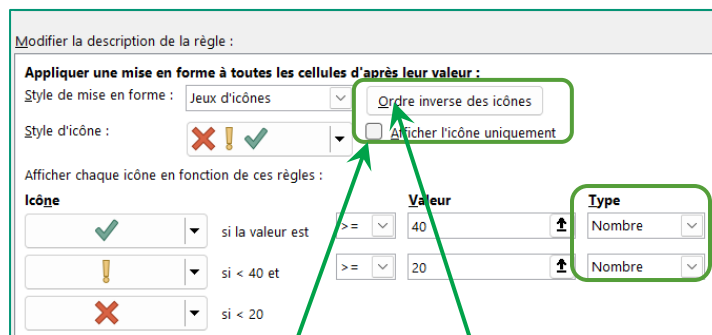 Modifier la description de la règle :
Appliquer une mise en forme à toutes les cellules d'après leur valeur :
Style de mise en forme : Jeux d'icônes Ordre inverse des icônes
Style d'icône : Afficher l'icône uniquement
Afficher chaque icône en fonction de ces règles :
Icône Valeur Type
si la valeur est >= 40 Nombre
si < 40 et >= 20 Nombre
si < 20